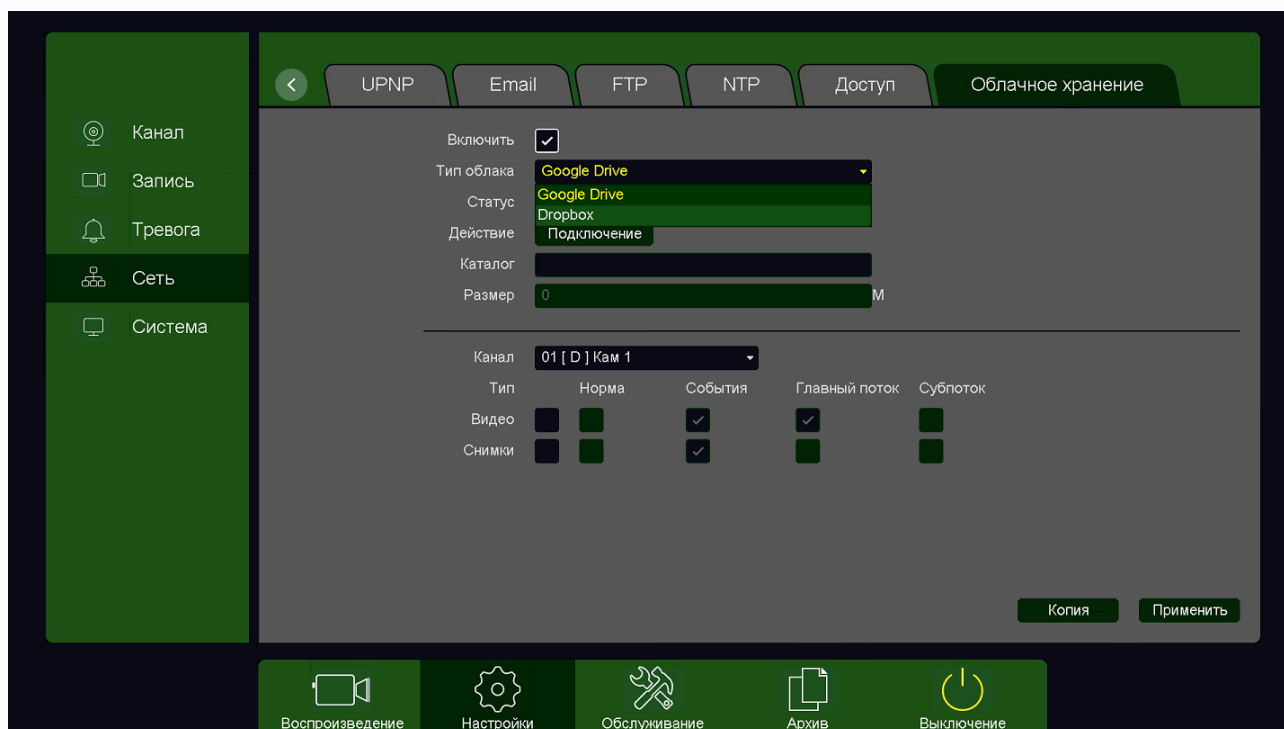 UPNP Email FTP NTP Доступ Облачное хранение
Канал
Запись
Тревога
Сеть
Система
Включить
Тип облака Google Drive
Google Drive
Статус
Dropbox
Действие Подключение
Каталог
Размер 0 M
Канал 01 [ D ] Кам 1
Тип Норма События Главный поток Субпоток
Видео
Снимки
Копия Применить
Воспроизведение Настройки Обслуживание Архив Выключение